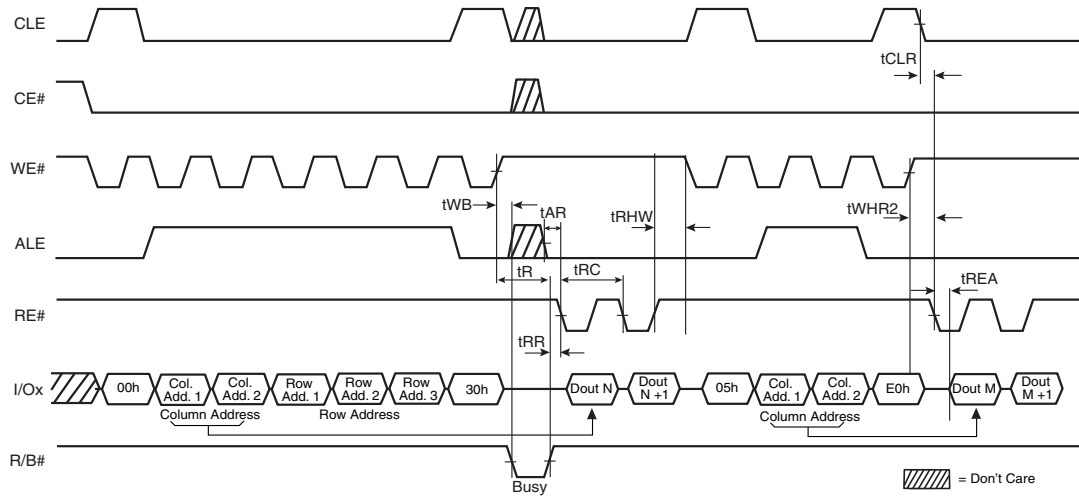 CLE
tCLR
CE#
WE#
tWB
tAR
tRHW
tWHR2
ALE
tR
tRC
tREA
RE#
tRR
I/Ox
00h
Col. Add. 1
Col. Add. 2
Row Add. 1
Row Add. 2
Row Add. 3
30h
Dout N
Dout N +1
05h
Col. Add. 1
Col. Add. 2
E0h
Dout M
Dout M +1
Column Address
Row Address
Column Address
R/B#
Busy
= Don't Care